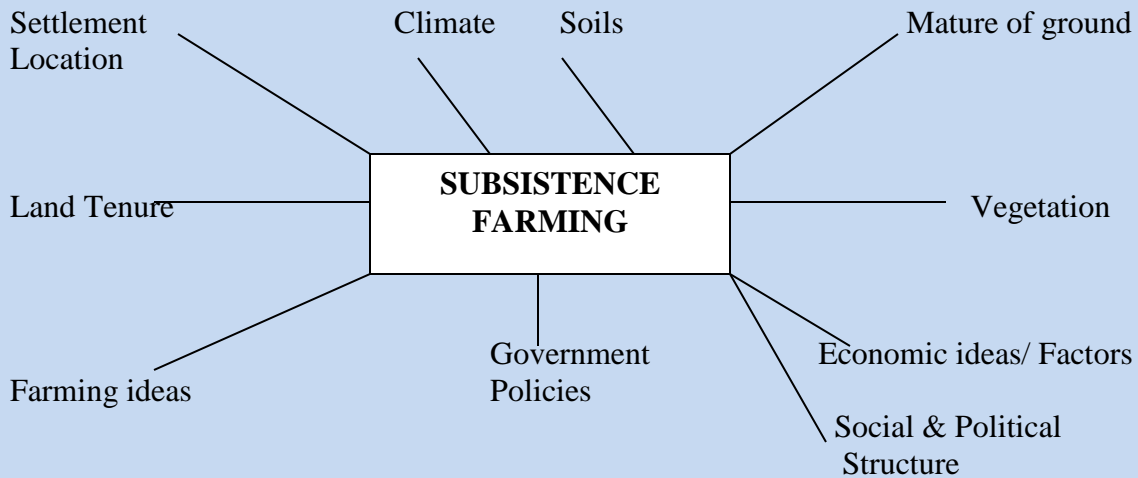 Settlement
Location
Climate
Soils
Mature of ground
SUBSISTENCE
FARMING
Land Tenure
Vegetation
Farming ideas
Government
Policies
Economic ideas/ Factors
Social & Political
Structure